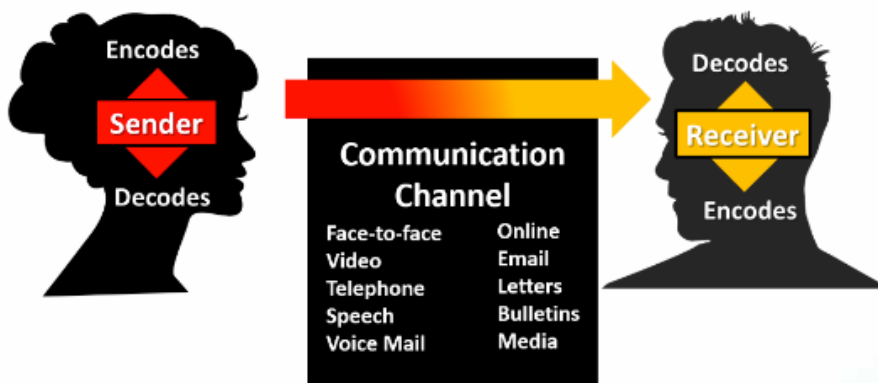 Encodes
Sender
Decodes
Communication
Channel
Face-to-face
Video
Telephone
Speech
Voice Mail
Online
Email
Letters
Bulletins
Media
Decodes
Receiver
Encodes